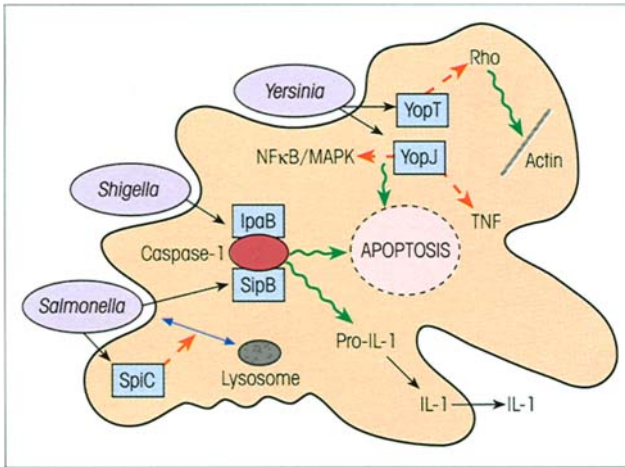 Rho
Yersinia
YopT
NFκB/MAPK
YopJ
Actin
Shigella
IpaB
TNF
Caspase-1
APOPTOSIS
SipB
Salmonella
Pro-IL-1
SpiC
Lysosome
IL-1
IL-1